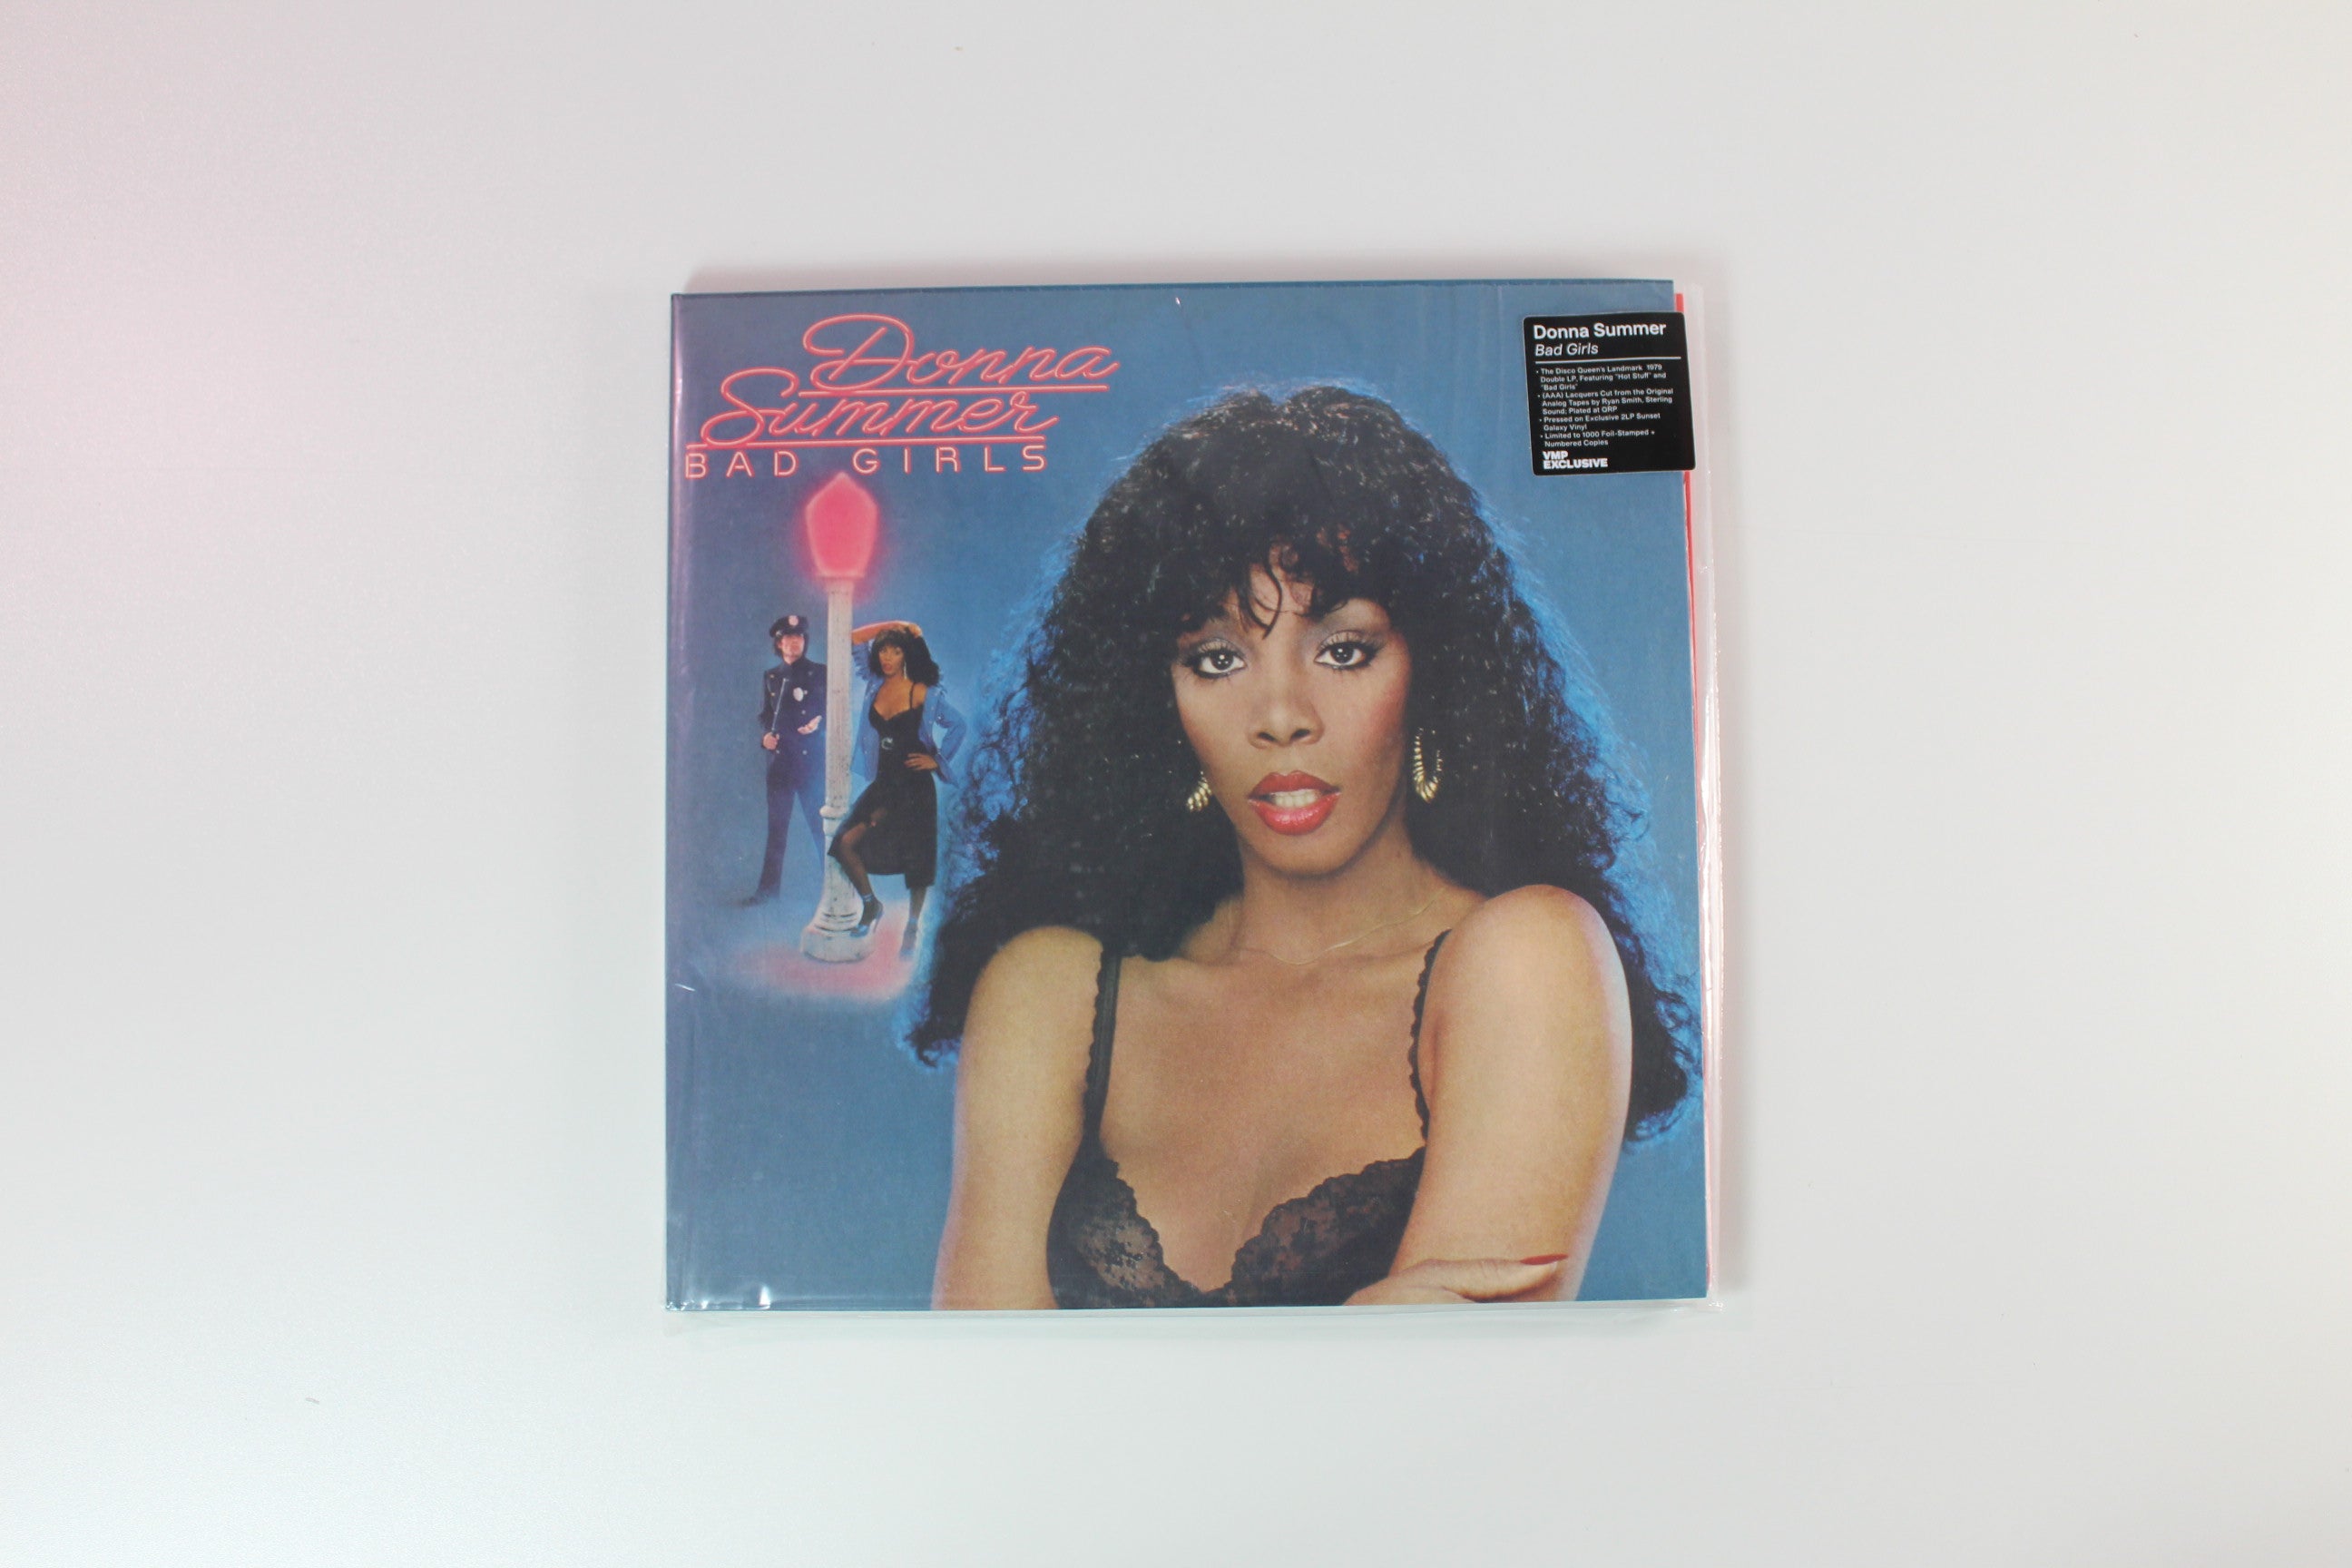 Donna
Summer
BAD GIRLS
Donna Summer
Bad Girls
• The Disco Queen's Landmark 1979
Double LP, Featuring "Hot Stuff" and
"Bad Girls"
• (AAA) Lacquers Cut from the Original
Analog Tapes by Ryan Smith, Sterling
Sound; Plated at QRP
• Pressed on Exclusive 2LP Sunset
Galaxy Vinyl
• Limited to 1000 Foil-Stamped +
Numbered Copies
VMP
EXCLUSIVE